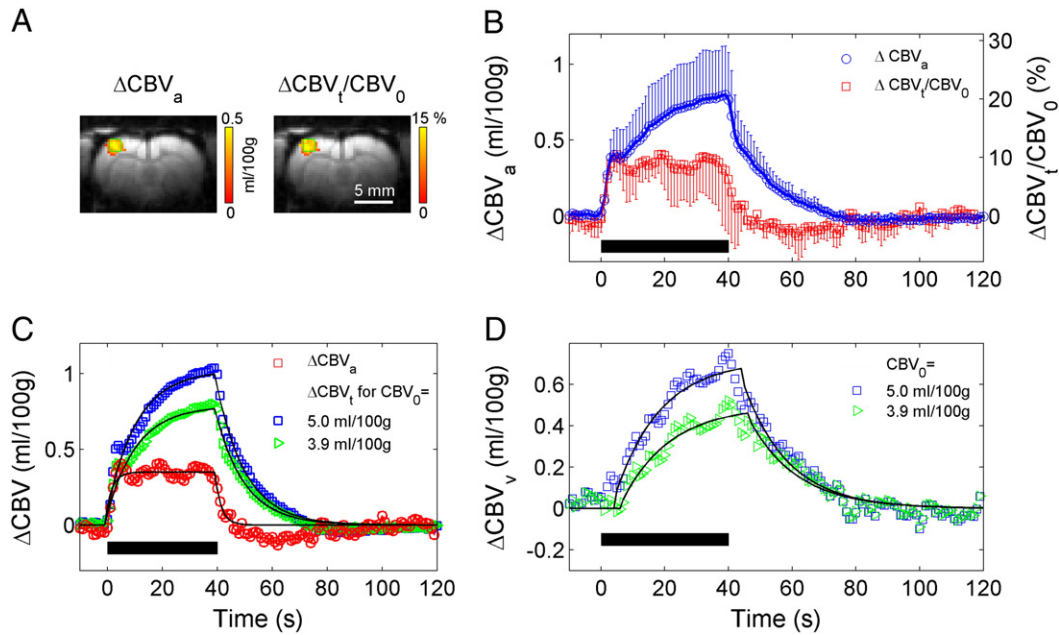 A
ΔCBVₐ
ΔCBVₜ/CBV₀
0.5
ml/100g
0
15 %
0
5 mm
B
ΔCBVₐ (ml/100g)
1
0.5
0
Δ CBVₐ
Δ CBVₜ/CBV₀
30
20
10
0
ΔCBVₜ/CBV₀ (%)
0 20 40 60 80 100 120
C
ΔCBV (ml/100g)
1
0.5
0
ΔCBVₐ
ΔCBVₜ for CBV₀=
5.0 ml/100g
3.9 ml/100g
0 20 40 60 80 100 120
Time (s)
D
ΔCBVᵥ (ml/100g)
0.6
0.4
0.2
0
-0.2
CBV₀=
5.0 ml/100g
3.9 ml/100g
0 20 40 60 80 100 120
Time (s)